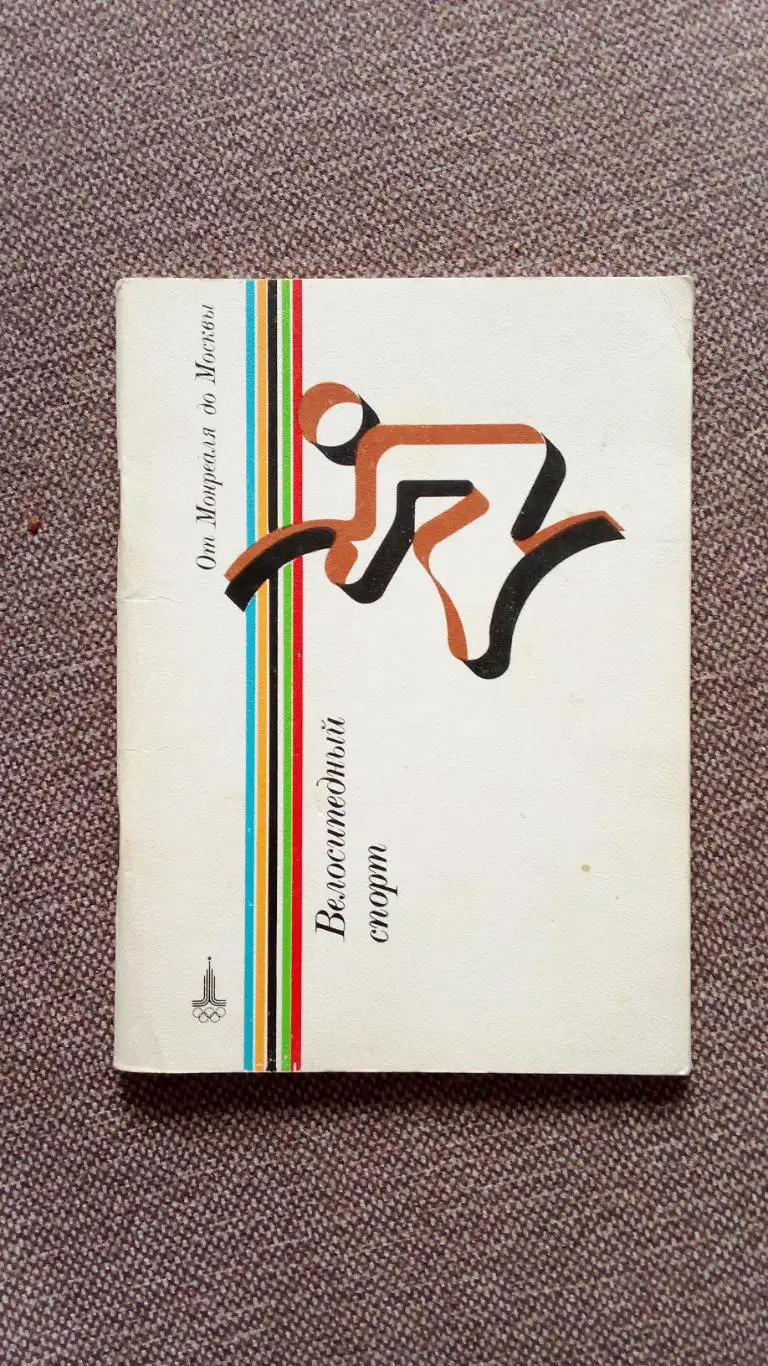 От Монреаля до Москвы
Велосипедный
спорт